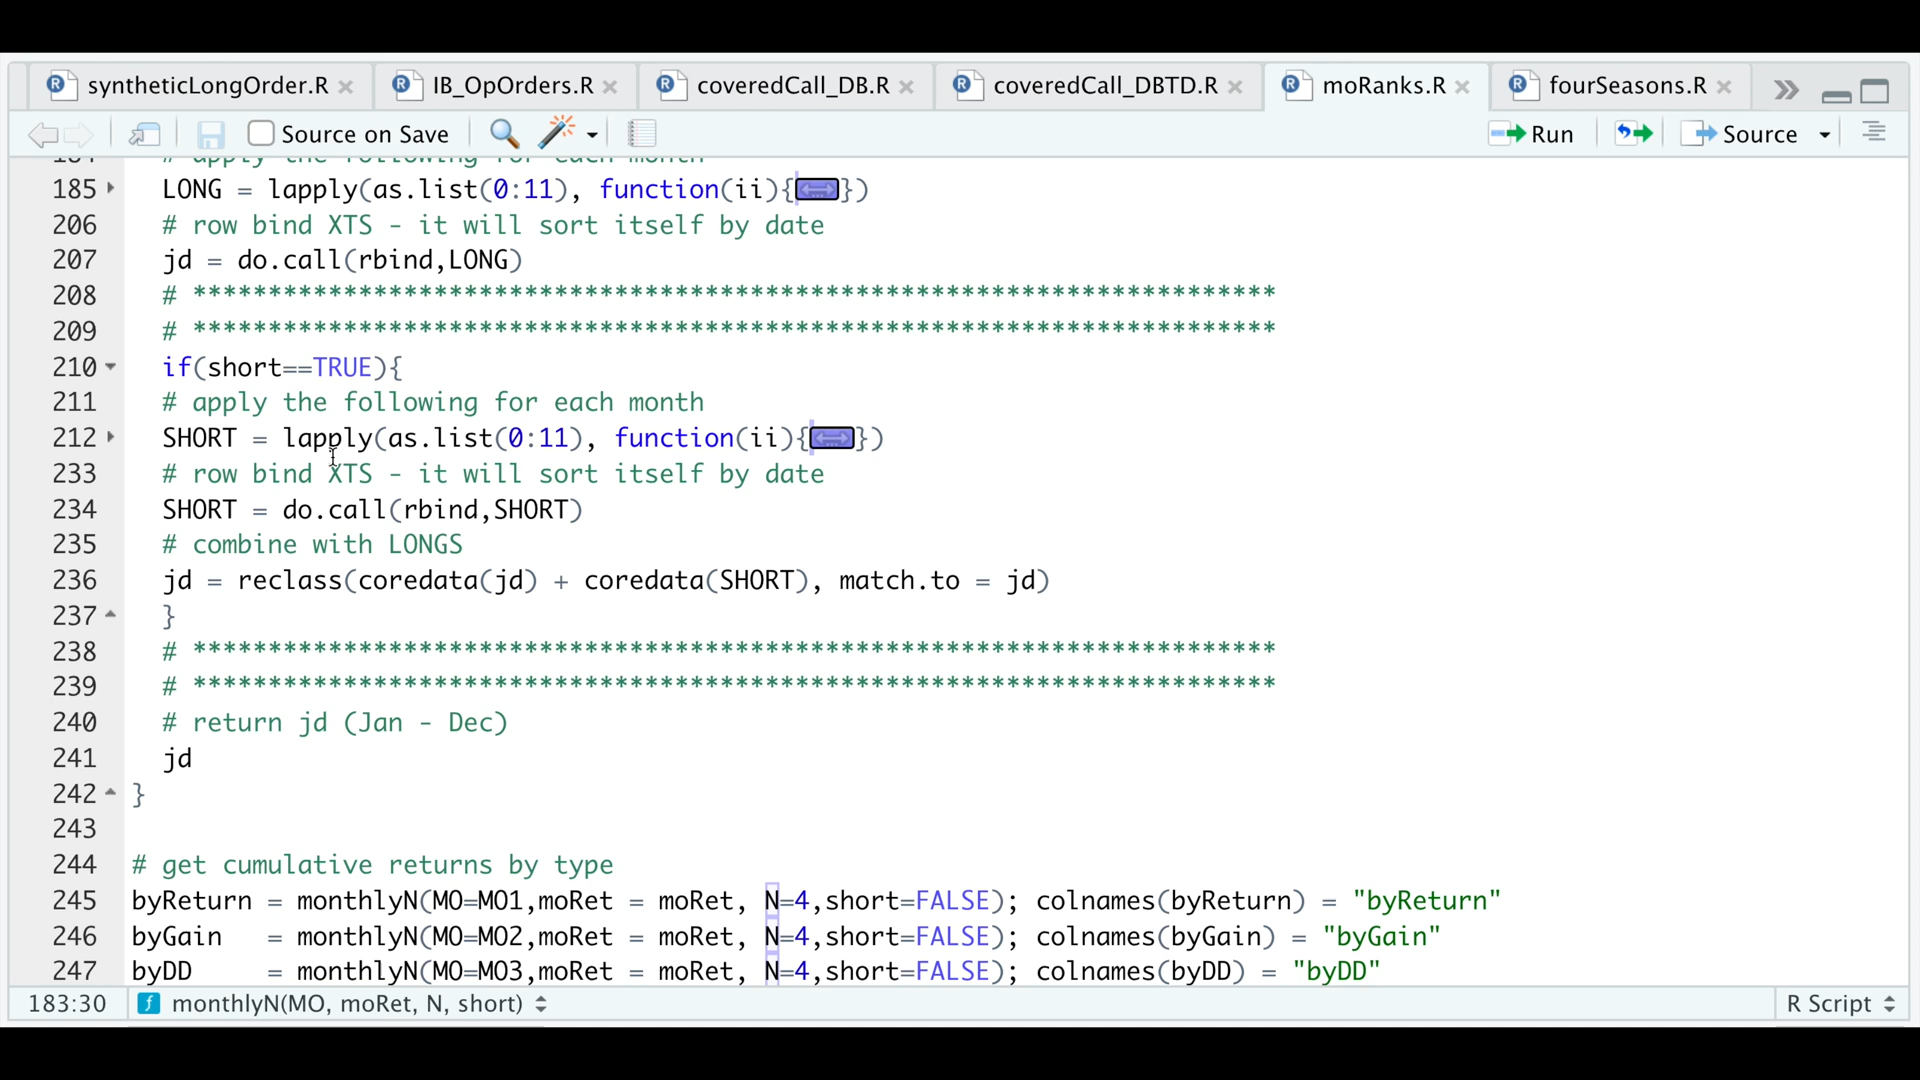 syntheticLongOrder.R IB_OpOrders.R coveredCall_DB.R coveredCall_DBTD.R moRanks.R fourSeasons.R
Source on Save Run Source
184 # apply the following for each month
185 LONG = lapply(as.list(0:11), function(ii){})
206 # row bind XTS - it will sort itself by date
207 jd = do.call(rbind,LONG)
208 # ************************************************************************
209 # ************************************************************************
210 if(short==TRUE){
211 # apply the following for each month
212 SHORT = lapply(as.list(0:11), function(ii){})
233 # row bind XTS - it will sort itself by date
234 SHORT = do.call(rbind,SHORT)
235 # combine with LONGS
236 jd = reclass(coredata(jd) + coredata(SHORT), match.to = jd)
237 }
238 # ************************************************************************
239 # ************************************************************************
240 # return jd (Jan - Dec)
241 jd
242 }
243
244 # get cumulative returns by type
245 byReturn = monthlyN(MO=MO1,moRet = moRet, N=4,short=FALSE); colnames(byReturn) = "byReturn"
246 byGain = monthlyN(MO=MO2,moRet = moRet, N=4,short=FALSE); colnames(byGain) = "byGain"
247 byDD = monthlyN(MO=MO3,moRet = moRet, N=4,short=FALSE); colnames(byDD) = "byDD"
183:30 monthlyN(MO, moRet, N, short) R Script